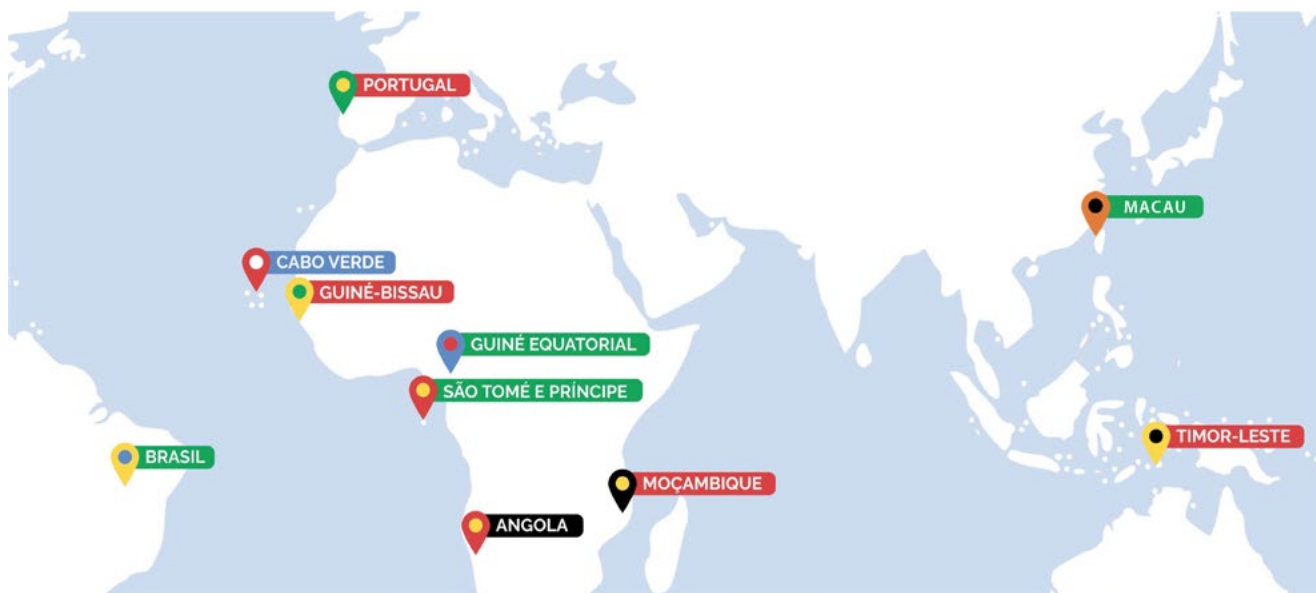 PORTUGAL
MACAU
CABO VERDE
GUINÉ-BISSAU
GUINÉ EQUATORIAL
SÃO TOMÉ E PRÍNCIPE
TIMOR-LESTE
BRASIL
MOÇAMBIQUE
ANGOLA